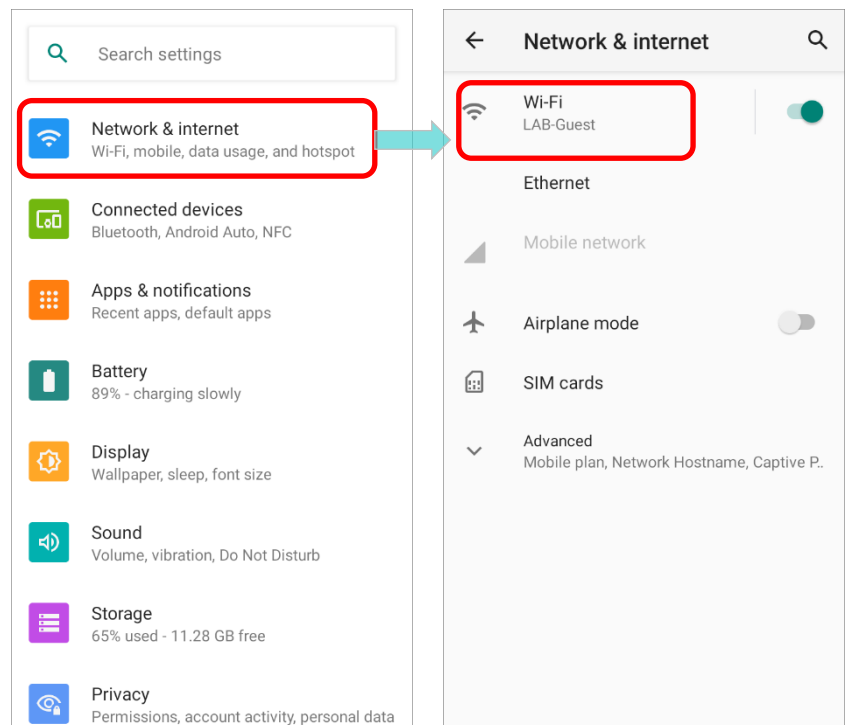 Search settings
Network & internet
Wi-Fi, mobile, data usage, and hotspot
Connected devices
Bluetooth, Android Auto, NFC
Apps & notifications
Recent apps, default apps
Battery
89% - charging slowly
Display
Wallpaper, sleep, font size
Sound
Volume, vibration, Do Not Disturb
Storage
65% used - 11.28 GB free
Privacy
Permissions, account activity, personal data
Network & internet
Wi-Fi
LAB-Guest
Ethernet
Mobile network
Airplane mode
SIM cards
Advanced
Mobile plan, Network Hostname, Captive P..